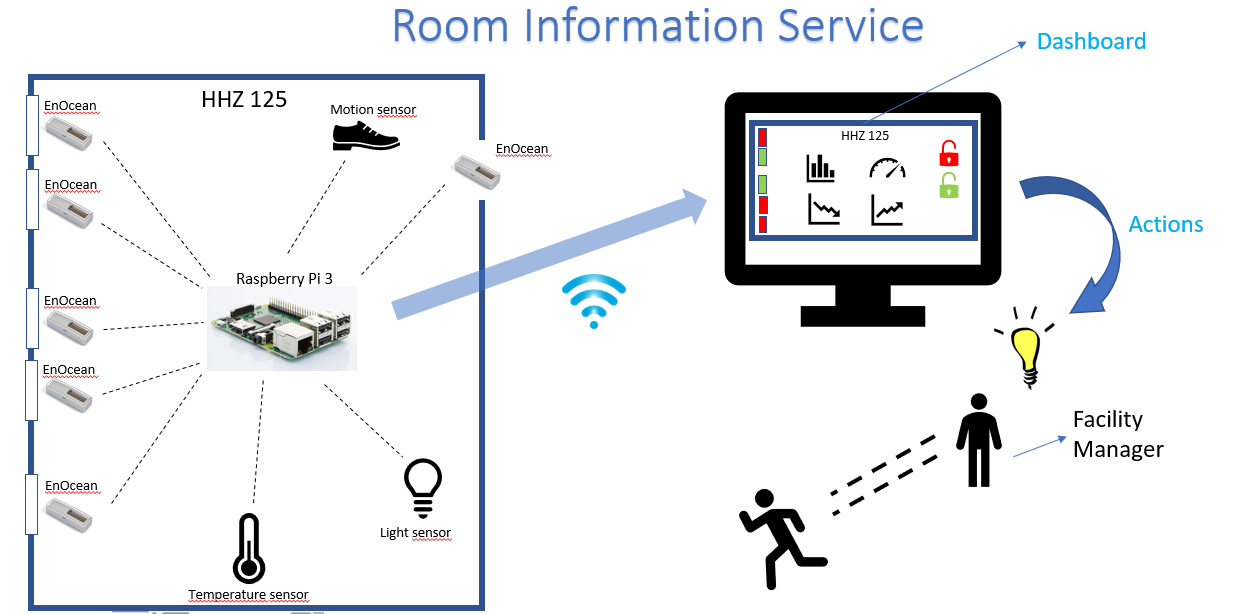 Room Information Service
Dashboard
HHZ 125
EnOcean
Motion sensor
EnOcean
EnOcean
Raspberry Pi 3
EnOcean
EnOcean
EnOcean
Light sensor
Temperature sensor
HHZ 125
Actions
Facility
Manager